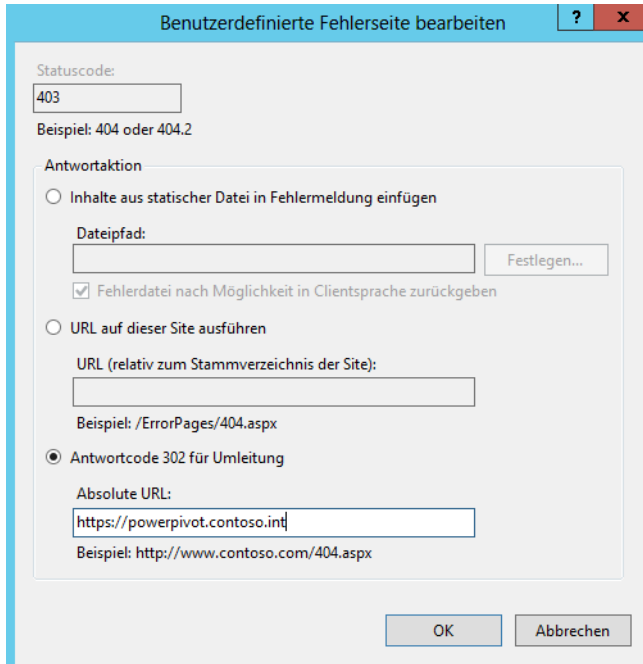 Benutzerdefinierte Fehlerseite bearbeiten
? x
Statuscode:
403
Beispiel: 404 oder 404.2
Antwortaktion
Inhalte aus statischer Datei in Fehlermeldung einfügen
Dateipfad:
Festlegen...
Fehlerdatei nach Möglichkeit in Clientsprache zurückgeben
URL auf dieser Site ausführen
URL (relativ zum Stammverzeichnis der Site):
Beispiel: /ErrorPages/404.aspx
Antwortcode 302 für Umleitung
Absolute URL:
https://powerpivot.contoso.int
Beispiel: http://www.contoso.com/404.aspx
OK Abbrechen